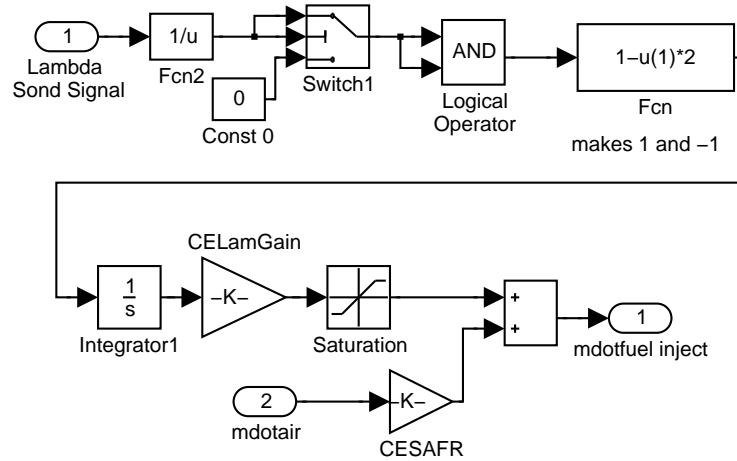 1
Lambda
Sond Signal
1/u
Fcn2
0
Const 0
Switch1
AND
Logical
Operator
1−u(1)*2
Fcn
makes 1 and −1
1
s
Integrator1
CELamGain
−K−
Saturation
+
+
1
mdotfuel inject
2
mdotair
−K−
CESAFR